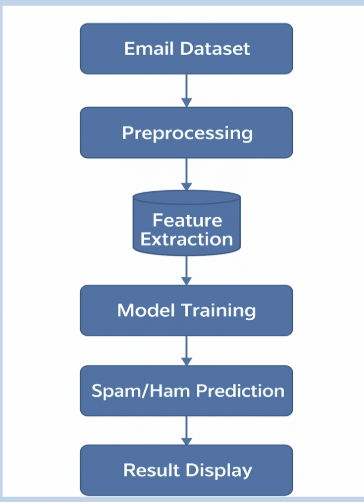 Email Dataset
Preprocessing
Feature
Extraction
Model Training
Spam/Ham Prediction
Result Display